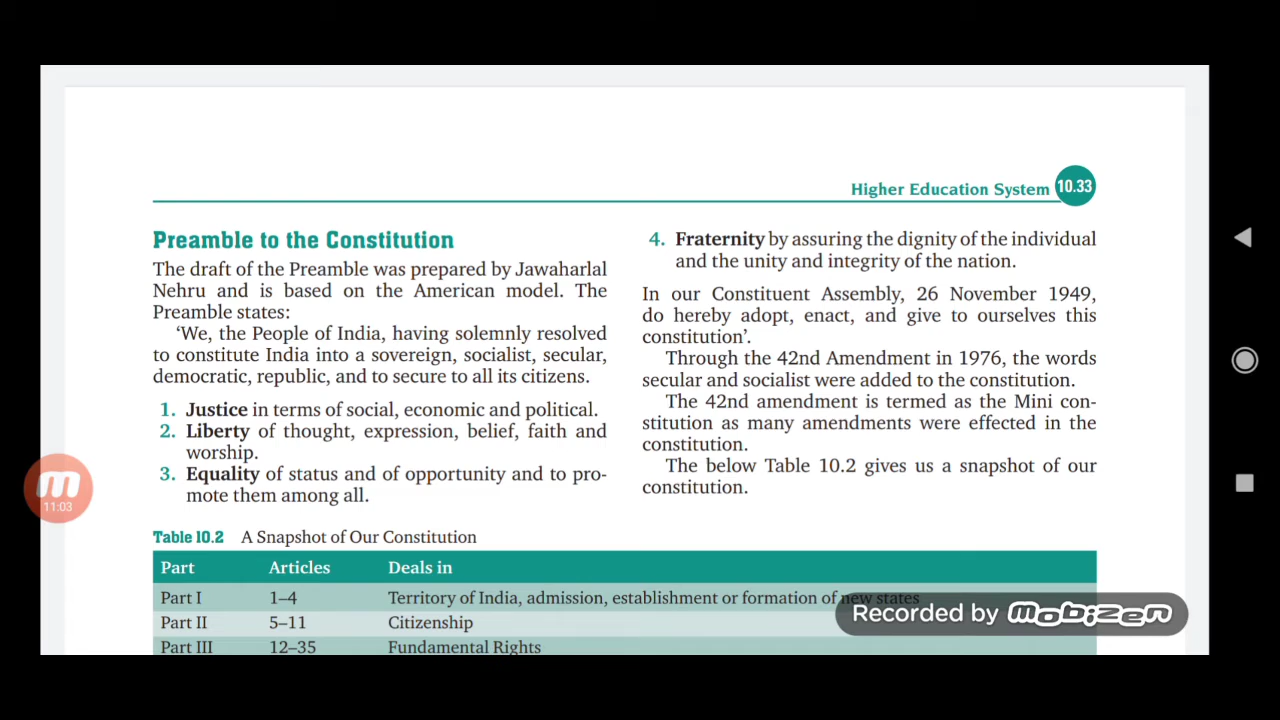 Higher Education System 10.33
Preamble to the Constitution
The draft of the Preamble was prepared by Jawaharlal
Nehru and is based on the American model. The
Preamble states:
‘We, the People of India, having solemnly resolved
to constitute India into a sovereign, socialist, secular,
democratic, republic, and to secure to all its citizens.
1. Justice in terms of social, economic and political.
2. Liberty of thought, expression, belief, faith and
worship.
3. Equality of status and of opportunity and to pro-
mote them among all.
4. Fraternity by assuring the dignity of the individual
and the unity and integrity of the nation.
In our Constituent Assembly, 26 November 1949,
do hereby adopt, enact, and give to ourselves this
constitution’.
Through the 42nd Amendment in 1976, the words
secular and socialist were added to the constitution.
The 42nd amendment is termed as the Mini con-
stitution as many amendments were effected in the
constitution.
The below Table 10.2 gives us a snapshot of our
constitution.
Table 10.2 A Snapshot of Our Constitution
Part Articles Deals in
Part I 1–4 Territory of India, admission, establishment or formation of new states
Part II 5–11 Citizenship
Part III 12–35 Fundamental Rights
11:03
Recorded by mobizen